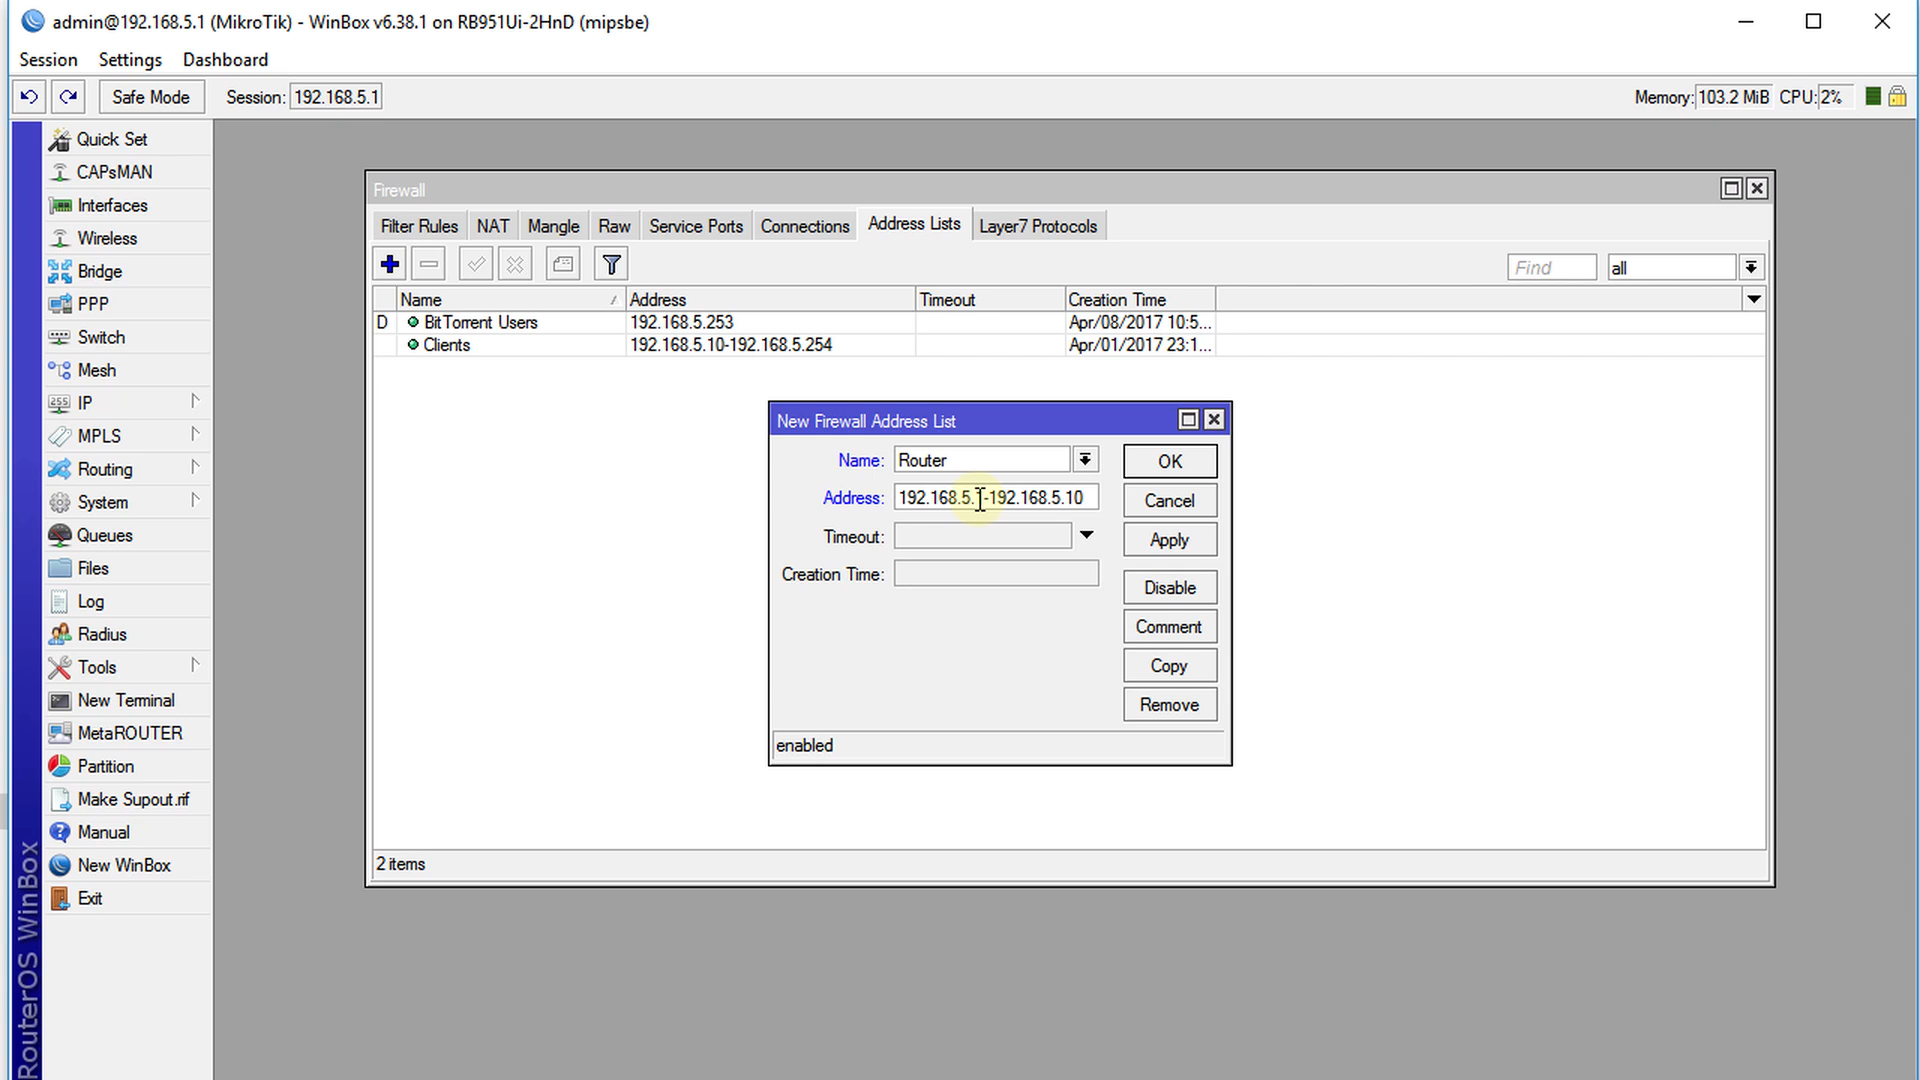 admin@192.168.5.1 (MikroTik) - WinBox v6.38.1 on RB951Ui-2HnD (mipsbe)
Session Settings Dashboard
Safe Mode Session: 192.168.5.1 Memory: 103.2 MiB CPU: 2%
Quick Set
CAPsMAN
Interfaces
Wireless
Bridge
PPP
Switch
Mesh
IP
MPLS
Routing
System
Queues
Files
Log
Radius
Tools
New Terminal
MetaROUTER
Partition
Make Supout.rif
Manual
New WinBox
Exit
RouterOS WinBox
Firewall
Filter Rules NAT Mangle Raw Service Ports Connections Address Lists Layer7 Protocols
Find all
Name Address Timeout Creation Time
D BitTorrent Users 192.168.5.253 Apr/08/2017 10:5...
Clients 192.168.5.10-192.168.5.254 Apr/01/2017 23:1...
New Firewall Address List
Name: Router OK
Address: 192.168.5. -192.168.5.10 Cancel
Timeout: Apply
Creation Time:
Disable
Comment
Copy
Remove
enabled
2 items